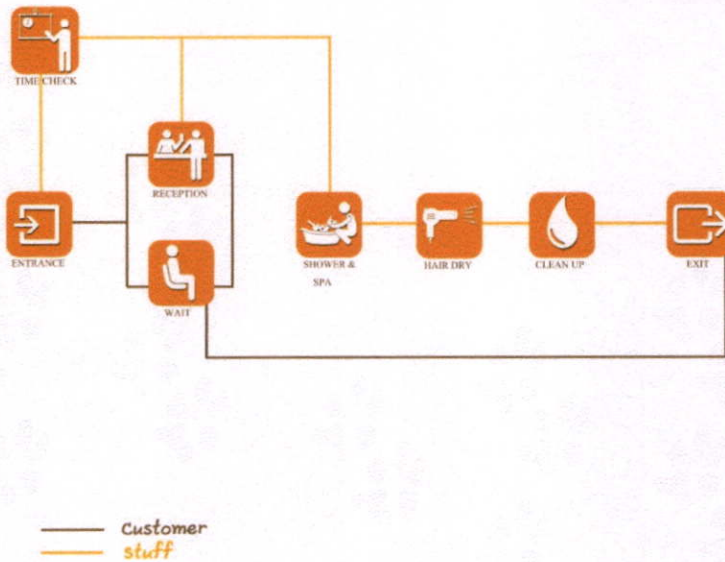 TIME CHECK
RECEPTION
ENTRANCE
SHOWER &
SPA
HAIR DRY
CLEAN UP
EXIT
WAIT
Customer
stuff